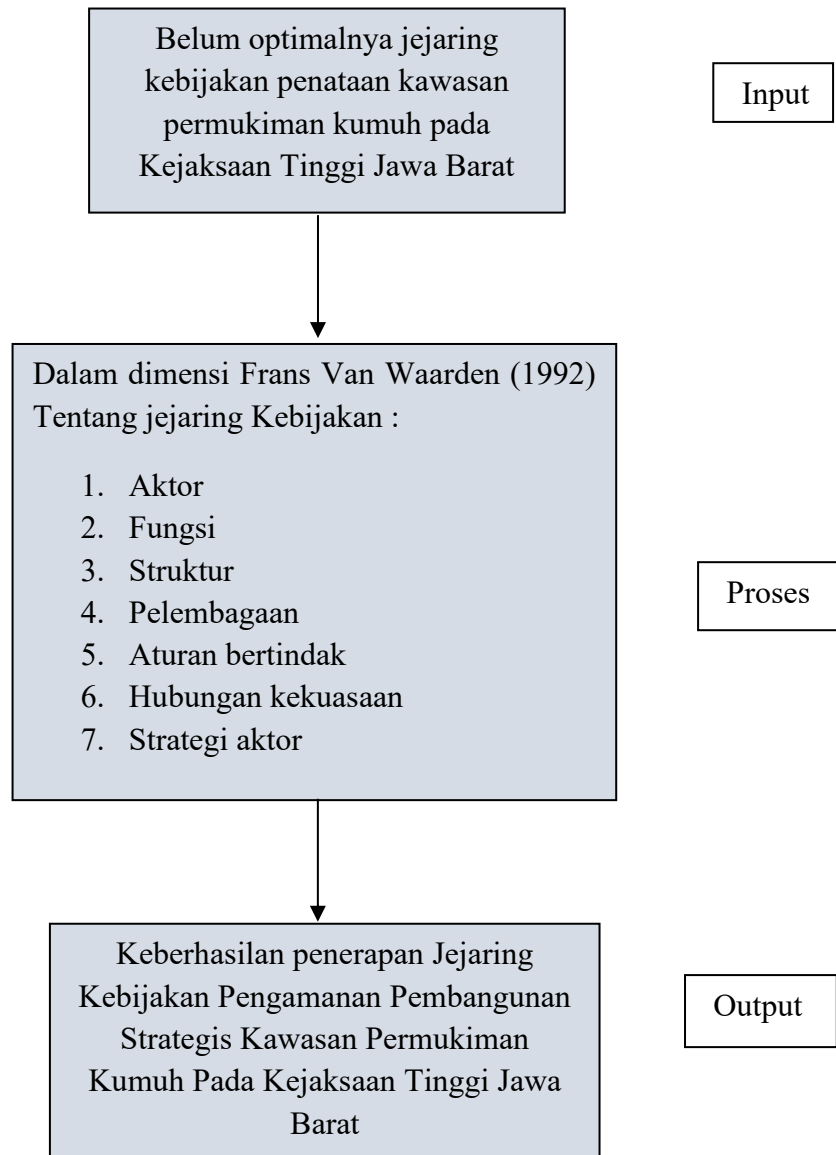 Belum optimalnya jejaring
kebijakan penataan kawasan
permukiman kumuh pada
Kejaksaan Tinggi Jawa Barat
Input
Dalam dimensi Frans Van Waarden (1992)
Tentang jejaring Kebijakan :
1. Aktor
2. Fungsi
3. Struktur
4. Pelembagaan
5. Aturan bertindak
6. Hubungan kekuasaan
7. Strategi aktor
Proses
Keberhasilan penerapan Jejaring
Kebijakan Pengamanan Pembangunan
Strategis Kawasan Permukiman
Kumuh Pada Kejaksaan Tinggi Jawa
Barat
Output